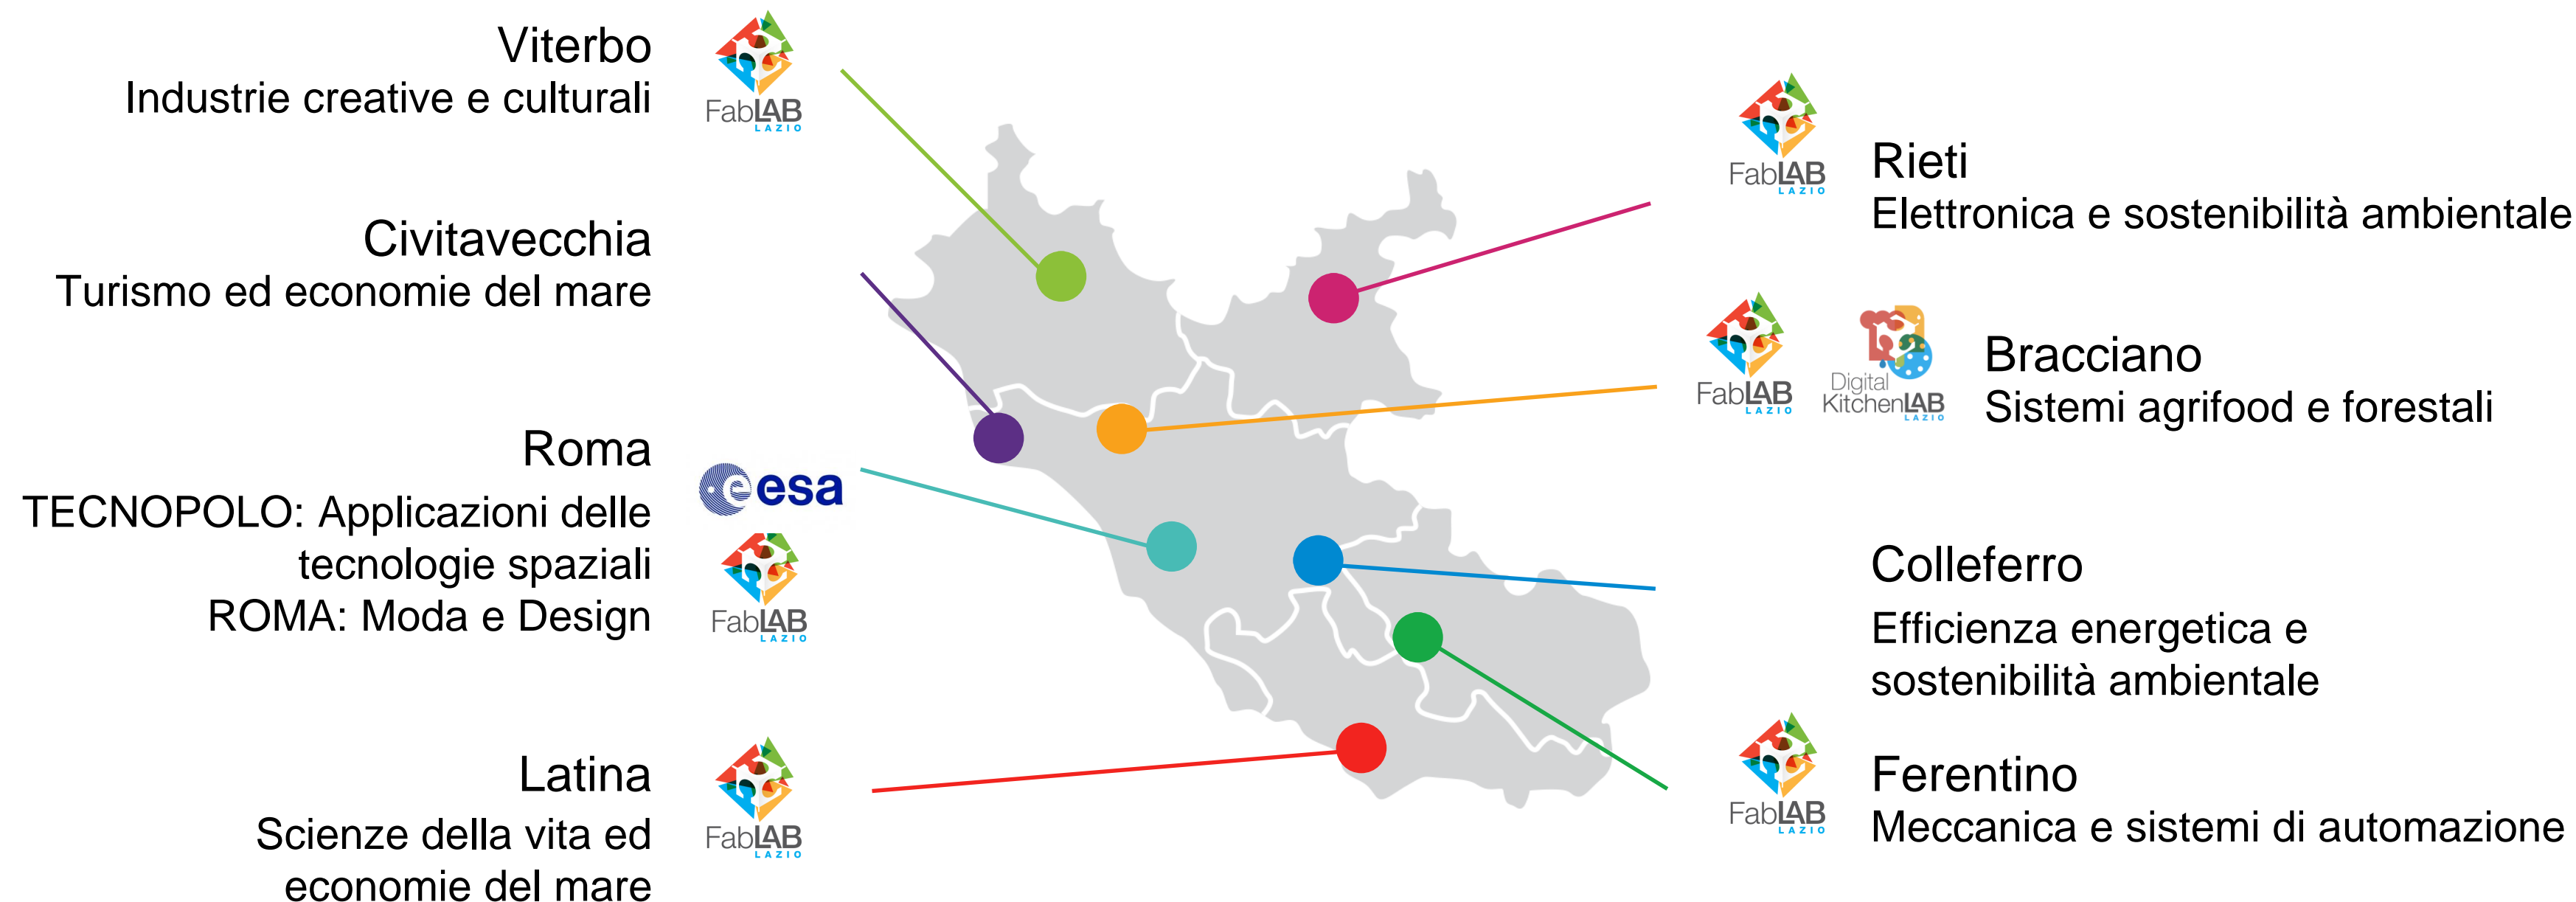 Viterbo
Industrie creative e culturali
FabLAB
LAZIO
Civitavecchia
Turismo ed economie del mare
Roma
TECNOPOLO: Applicazioni delle
tecnologie spaziali
ROMA: Moda e Design
esa
FabLAB
LAZIO
Latina
Scienze della vita ed
economie del mare
FabLAB
LAZIO
FabLAB
LAZIO
Rieti
Elettronica e sostenibilità ambientale
FabLAB
LAZIO
Digital
KitchenLAB
LAZIO
Bracciano
Sistemi agrifood e forestali
Colleferro
Efficienza energetica e
sostenibilità ambientale
FabLAB
LAZIO
Ferentino
Meccanica e sistemi di automazione